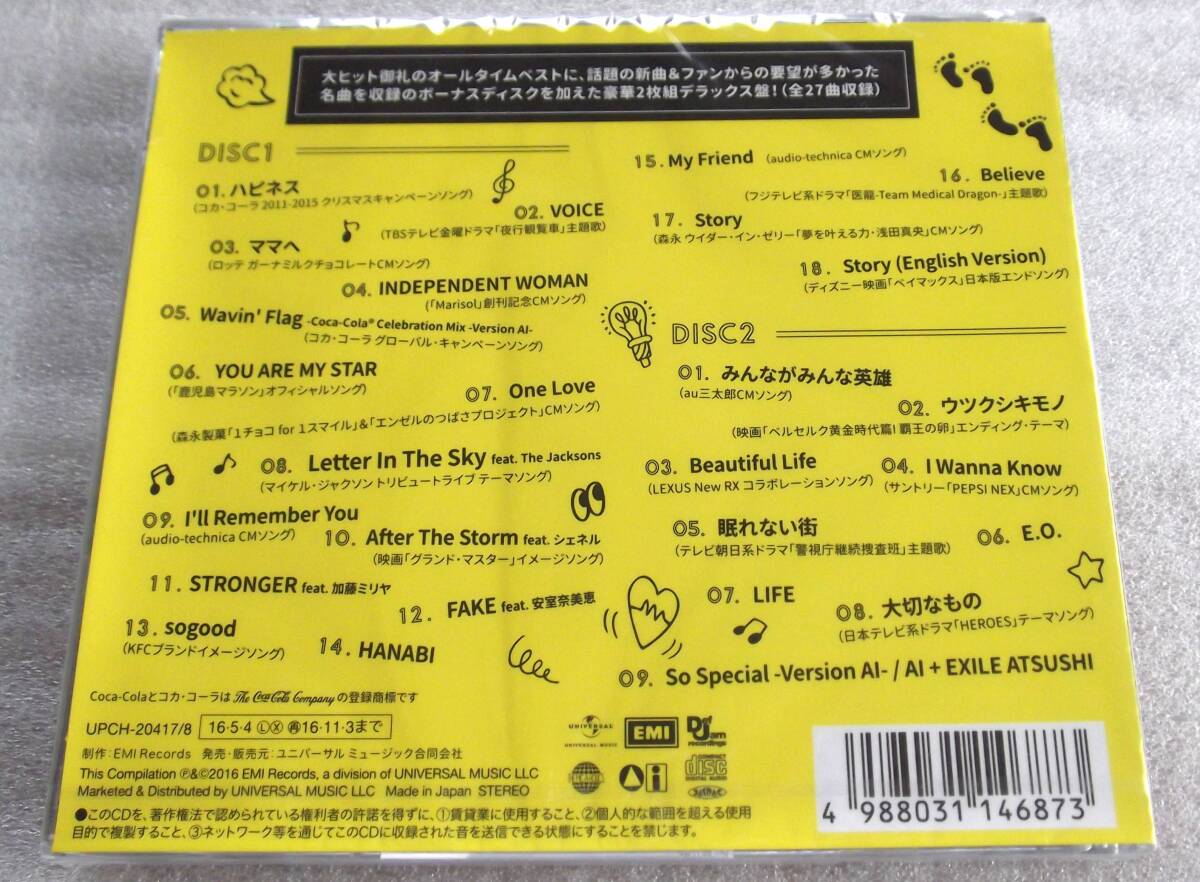 大ヒット御礼のオールタイムベストに、話題の新曲&ファンからの要望が多かった
名曲を収録のボーナスディスクを加えた豪華2枚組デラックス盤!(全27曲収録)
DISC1
01. ハピネス
(コカ・コーラ 2011-2015 クリスマスキャンペーンソング)
02. VOICE
(TBSテレビ金曜ドラマ「夜行観覧車」主題歌)
03. ママへ
(ロッテ ガーナミルクチョコレートCMソング)
04. INDEPENDENT WOMAN
(「Marisol」創刊記念CMソング)
05. Wavin' Flag -Coca-Cola® Celebration Mix -Version AI-
(コカ・コーラ グローバル・キャンペーンソング)
06. YOU ARE MY STAR
(「鹿児島マラソン」オフィシャルソング)
07. One Love
(森永製菓「1チョコ for 1スマイル」&「エンゼルのつばさプロジェクト」CMソング)
08. Letter In The Sky feat. The Jacksons
(マイケル・ジャクソン トリビュートライブ テーマソング)
09. I'll Remember You
(audio-technica CMソング)
10. After The Storm feat. シェネル
(映画「グランド・マスター」イメージソング)
11. STRONGER feat. 加藤ミリヤ
12. FAKE feat. 安室奈美恵
13. sogood
(KFCブランドイメージソング)
14. HANABI
15. My Friend (audio-technica CMソング)
16. Believe
(フジテレビ系ドラマ「医龍-Team Medical Dragon-」主題歌)
17. Story
(森永 ウイダー・イン・ゼリー「夢を叶える力・浅田真央」CMソング)
18. Story (English Version)
(ディズニー映画「ベイマックス」日本版エンドソング)
DISC2
01. みんながみんな英雄
(au三太郎CMソング)
02. ウツクシキモノ
(映画「ベルセルク黄金時代篇I 覇王の卵」エンディング・テーマ)
03. Beautiful Life
(LEXUS New RX コラボレーションソング)
04. I Wanna Know
(サントリー「PEPSI NEX」CMソング)
05. 眠れない街
(テレビ朝日系ドラマ「警視庁継続捜査班」主題歌)
06. E.O.
07. LIFE
08. 大切なもの
(日本テレビ系ドラマ「HEROES」テーマソング)
09. So Special -Version AI- / AI + EXILE ATSUSHI
Coca-Colaとコカ・コーラは The Coca-Cola Company の登録商標です
UPCH-20417/8 16・5・4 Ⓛ Ⓧ ㊖16・11・3まで
制作:EMI Records 発売・販売元:ユニバーサル ミュージック合同会社
This Compilation ℗&©2016 EMI Records, a division of UNIVERSAL MUSIC LLC
Marketed & Distributed by UNIVERSAL MUSIC LLC Made in Japan STEREO
●このCDを、著作権法で認められている権利者の許諾を得ずに、①賃貸業に使用すること、②個人的な範囲を超える使用
目的で複製すること、③ネットワーク等を通じてこのCDに収録された音を送信できる状態にすることを禁じます。
UNIVERSAL
UNIVERSAL MUSIC
EMI
Def Jam
recordings
COMPACT
disc
DIGITAL AUDIO
4 988031 146873